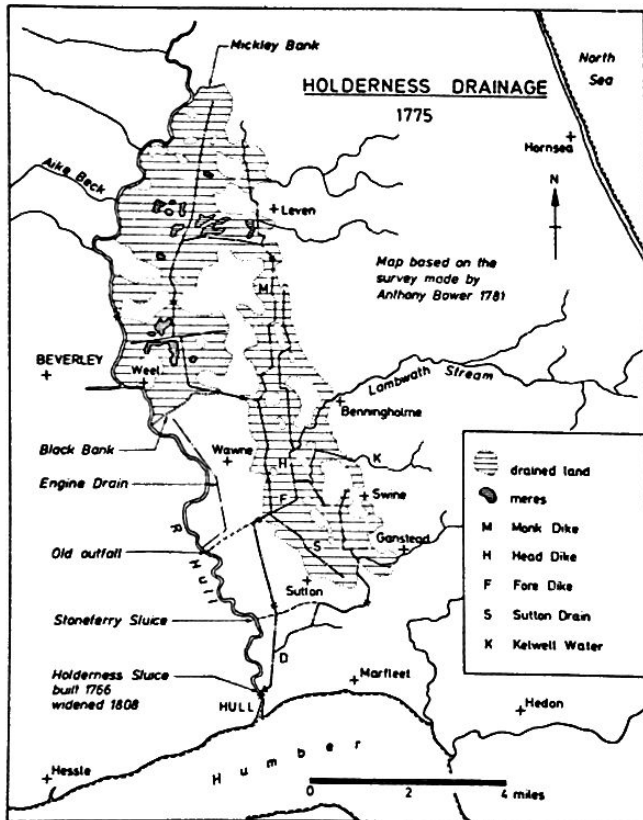 Mickley Bank
HOLDERNESS DRAINAGE
1775
North
Sea
Hornsea
Aike Beck
Leven
N
Map based on the
survey made by
Anthony Bower 1781
M
BEVERLEY
Weel
Lambwath Stream
Benningholme
Black Bank
Wawne
H
K
Engine Drain
F
Swine
R Hull
Old outfall
S
Ganstead
Sutton
Stoneferry Sluice
D
Holderness Sluice
built 1766
widened 1808
HULL
Marfleet
Hedon
Hessle
Humber
0 2 4
miles
drained land
meres
M Monk Dike
H Head Dike
F Fore Dike
S Sutton Drain
K Kelwell Water